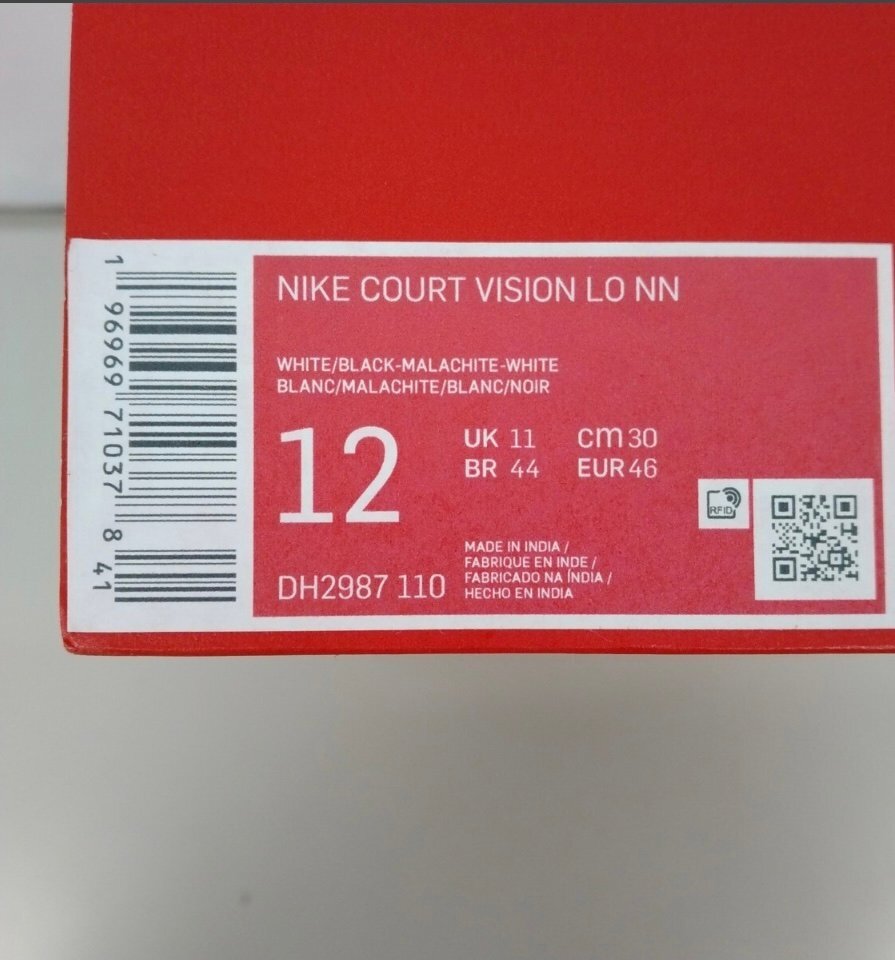 NIKE COURT VISION LO NN
WHITE/BLACK-MALACHITE-WHITE
BLANC/MALACHITE/BLANC/NOIR
12
UK 11 cm 30
BR 44 EUR 46
MADE IN INDIA /
FABRIQUE EN INDE /
FABRICADO NA ÍNDIA /
HECHO EN INDIA
DH2987 110
RFID
1 96969 71037 8 41